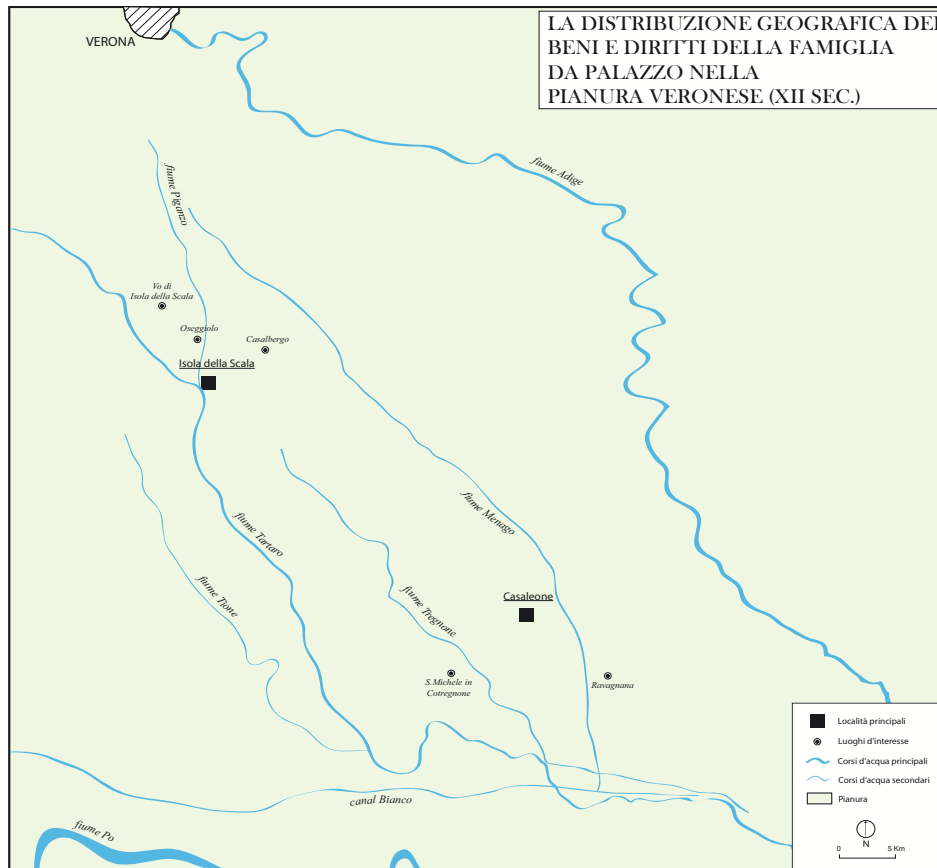 LA DISTRIBUZIONE GEOGRAFICA DEI
BENI E DIRITTI DELLA FAMIGLIA
DA PALAZZO NELLA
PIANURA VERONESE (XII SEC.)
VERONA
fiume Adige
fiume Piganzo
Vo di
Isola della Scala
Oseggiolo
Casalbergo
Isola della Scala
fiume Menago
fiume Tartaro
fiume Tione
fiume Tregnone
Casaleone
S.Michele in
Cotregnone
Ravagnana
canal Bianco
fiume Po
Località principali
Luoghi d'interesse
Corsi d'acqua principali
Corsi d'acqua secondari
Pianura
N
0 5 Km